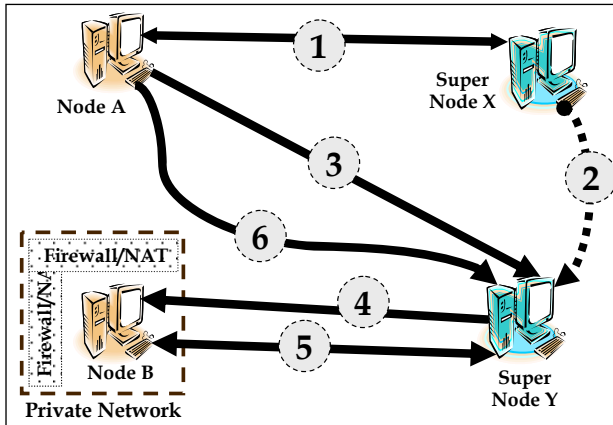 1
Node A
Super
Node X
3
2
6
Firewall/NAT
Firewall/NA
4
5
Node B
Super
Node Y
Private Network